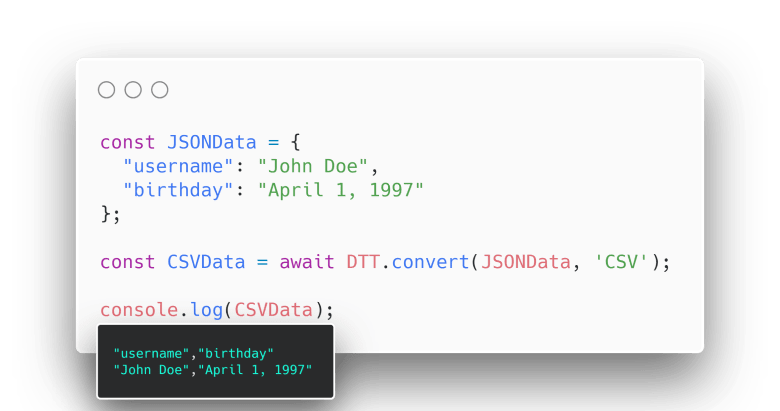 const JSONData = {
  "username": "John Doe",
  "birthday": "April 1, 1997"
};
const CSVData = await DTT.convert(JSONData, 'CSV');
console.log(CSVData);
"username","birthday"
"John Doe","April 1, 1997"